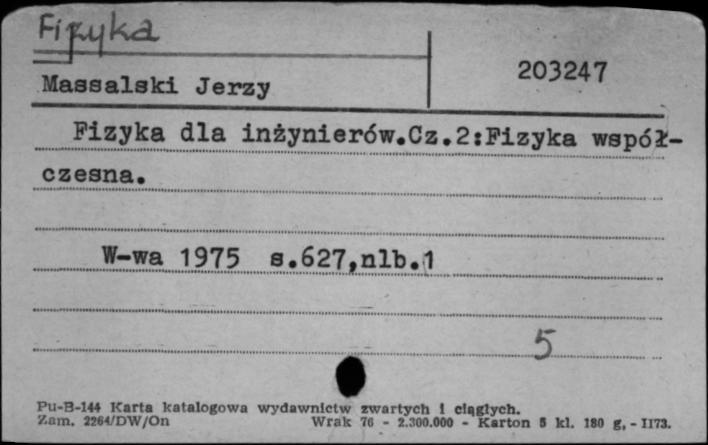 Fizyka
203247
Massalski Jerzy
Fizyka dla inżynierów.Cz.2:Fizyka współ-
czesna.
W-wa 1975 s.627,nlb.1
5
Pu-B-144 Karta katalogowa wydawnictw zwartych i ciągłych.
Zam. 2264/DW/On Wrak 76 - 2.300.000 - Karton 5 kl. 180 g, - II73.